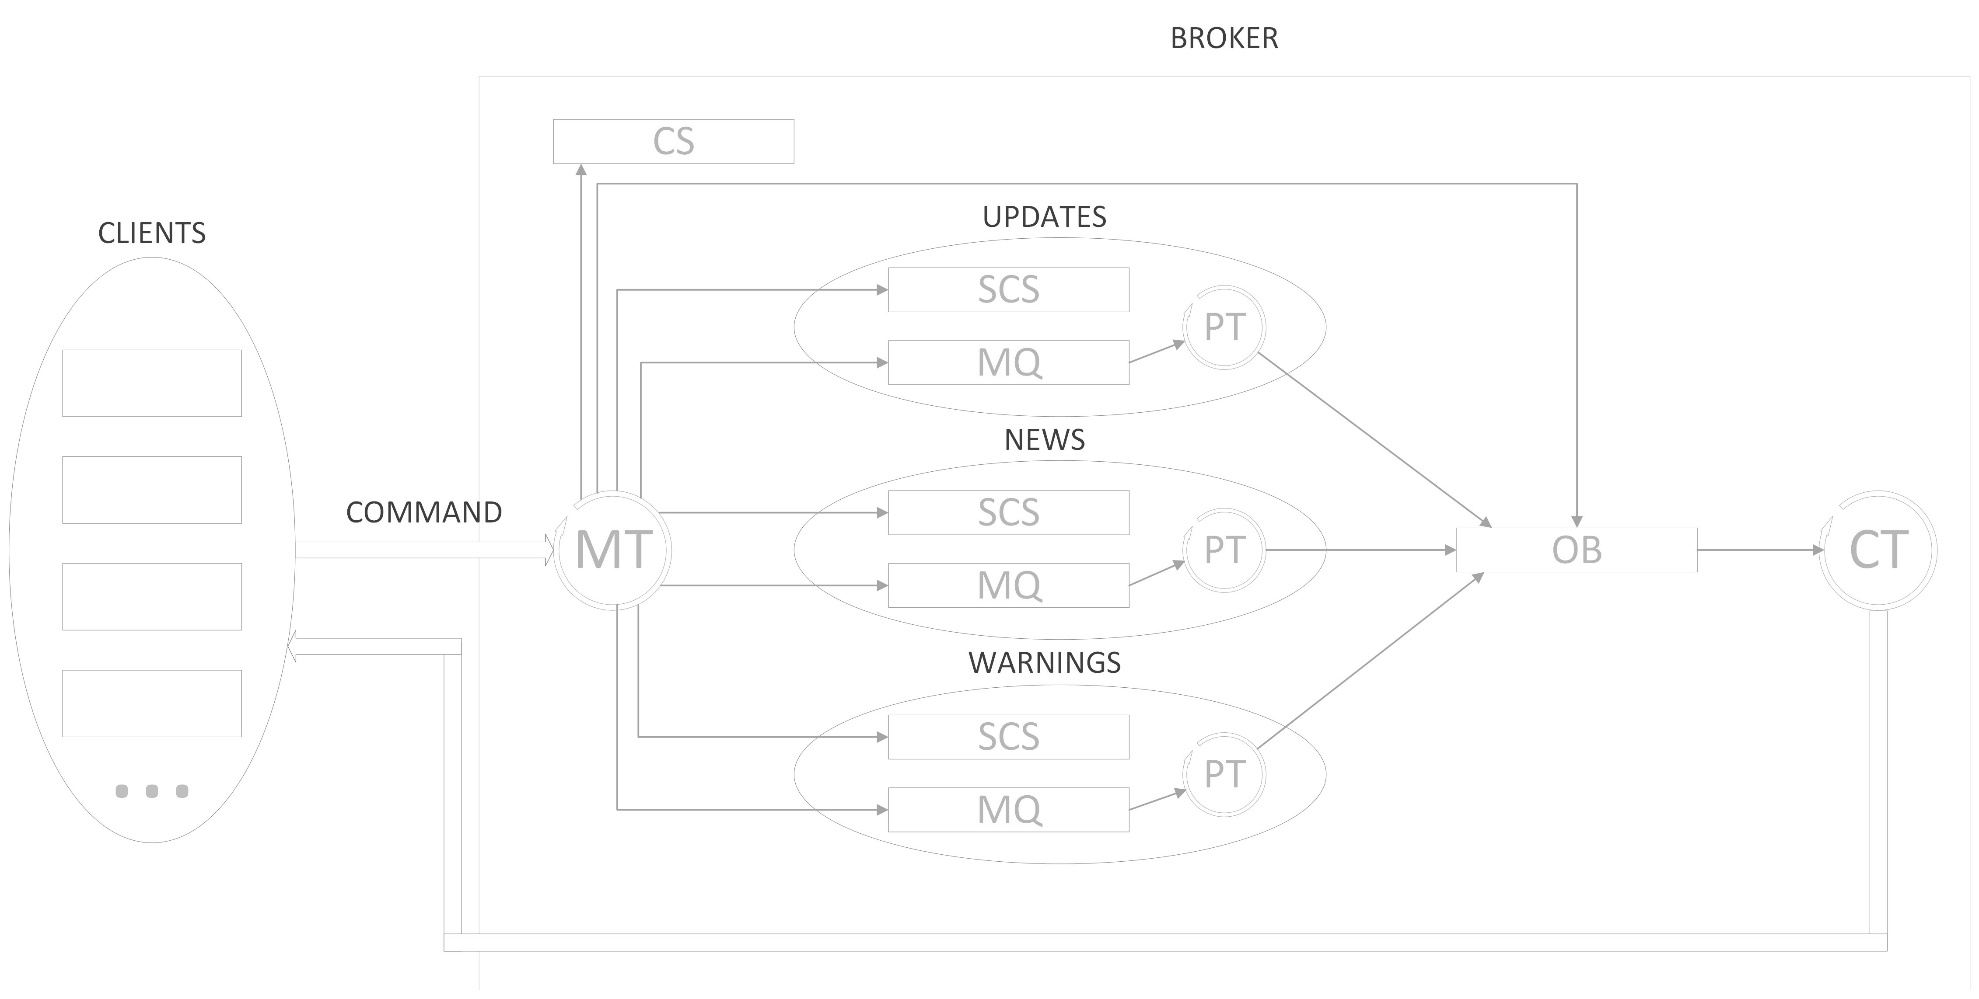 BROKER
CS
CLIENTS
UPDATES
SCS
PT
MQ
NEWS
COMMAND
SCS
MT
PT
OB
CT
MQ
WARNINGS
SCS
PT
MQ